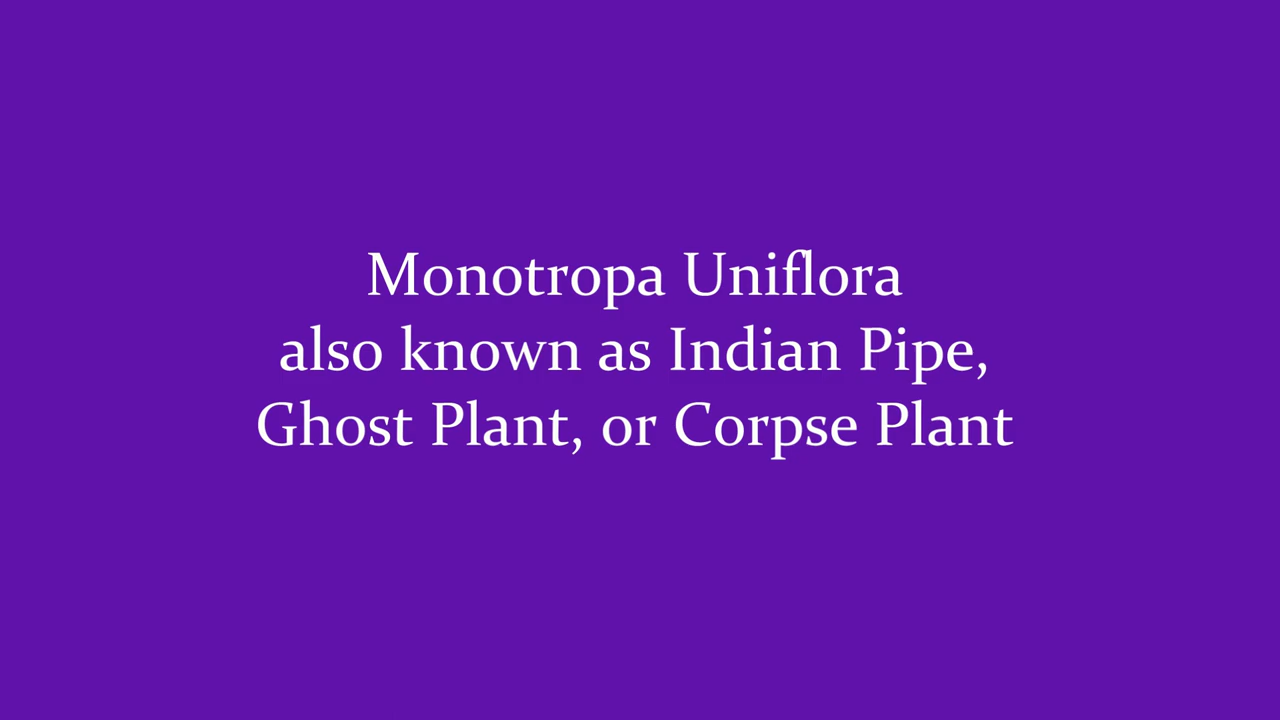 Monotropa Uniflora
also known as Indian Pipe,
Ghost Plant, or Corpse Plant